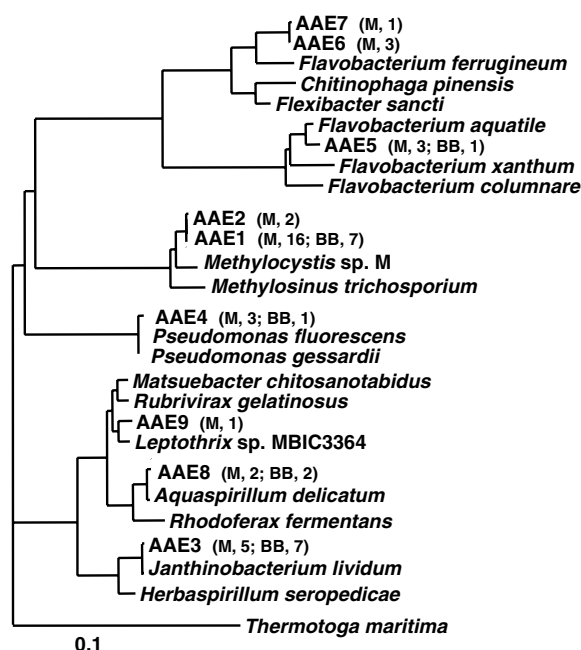 AAE7 (M, 1)
AAE6 (M, 3)
Flavobacterium ferrugineum
Chitinophaga pinensis
Flexibacter sancti
Flavobacterium aquatile
AAE5 (M, 3; BB, 1)
Flavobacterium xanthum
Flavobacterium columnare
AAE2 (M, 2)
AAE1 (M, 16; BB, 7)
Methylocystis sp. M
Methylosinus trichosporium
AAE4 (M, 3; BB, 1)
Pseudomonas fluorescens
Pseudomonas gessardii
Matsuebacter chitosanotabidus
Rubrivirax gelatinosus
AAE9 (M, 1)
Leptothrix sp. MBIC3364
AAE8 (M, 2; BB, 2)
Aquaspirillum delicatum
Rhodoferax fermentans
AAE3 (M, 5; BB, 7)
Janthinobacterium lividum
Herbaspirillum seropedicae
Thermotoga maritima
0.1